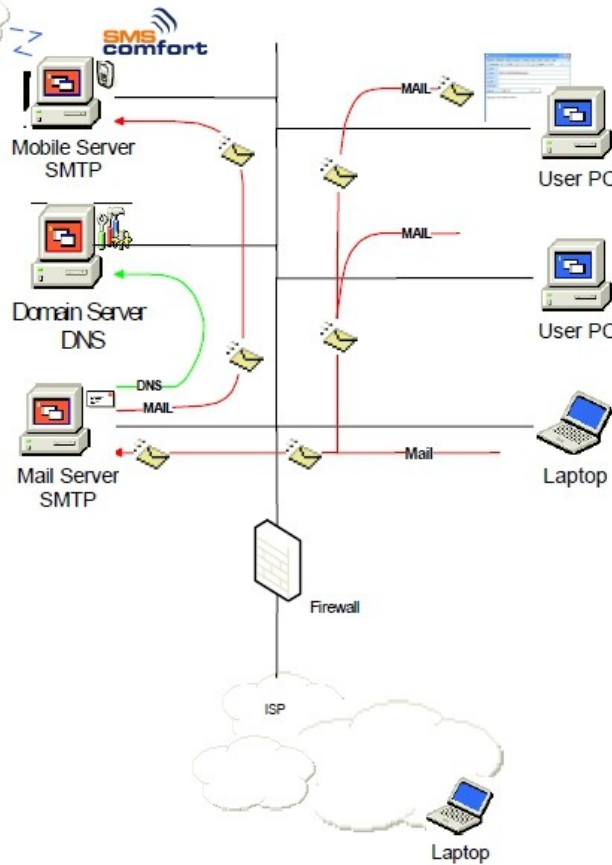 SMS
comfort
MAIL
Mobile Server
SMTP
User PC
MAIL
Domain Server
DNS
User PC
DNS
MAIL
Mail Server
SMTP
Mail
Laptop
Firewall
ISP
Laptop